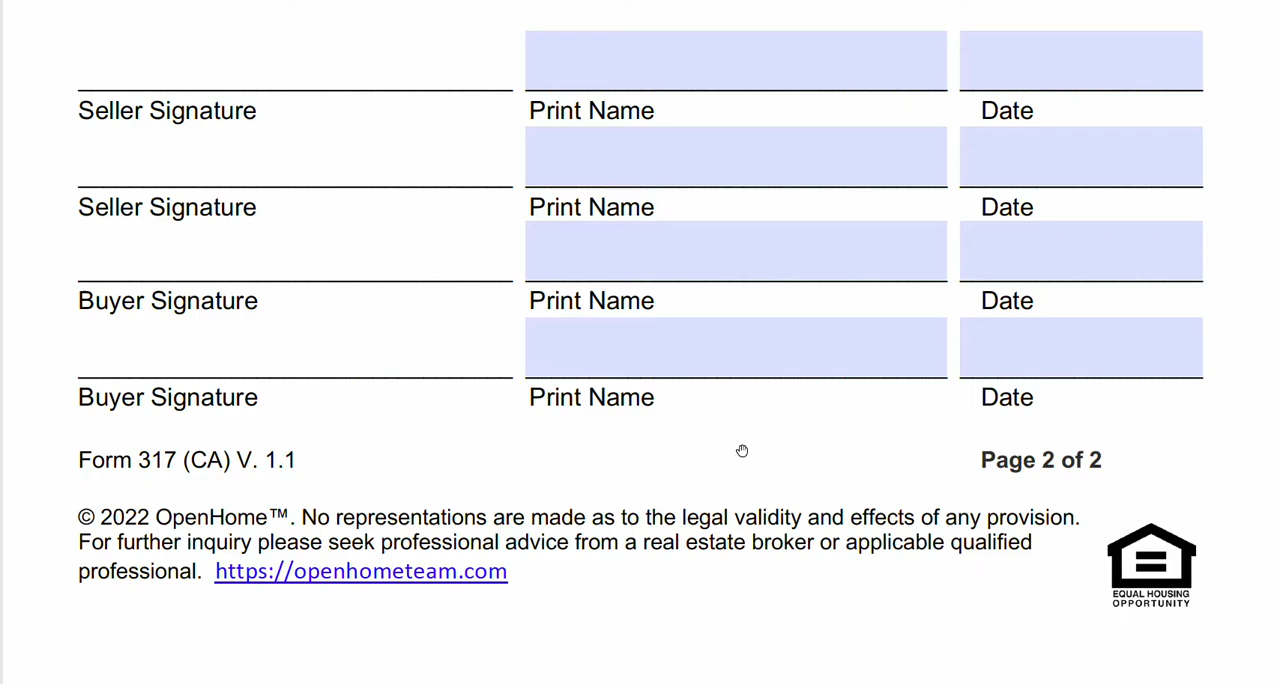 Seller Signature Print Name Date
Seller Signature Print Name Date
Buyer Signature Print Name Date
Buyer Signature Print Name Date
Form 317 (CA) V. 1.1 Page 2 of 2
© 2022 OpenHome™. No representations are made as to the legal validity and effects of any provision.
For further inquiry please seek professional advice from a real estate broker or applicable qualified
professional. https://openhometeam.com
EQUAL HOUSING
OPPORTUNITY